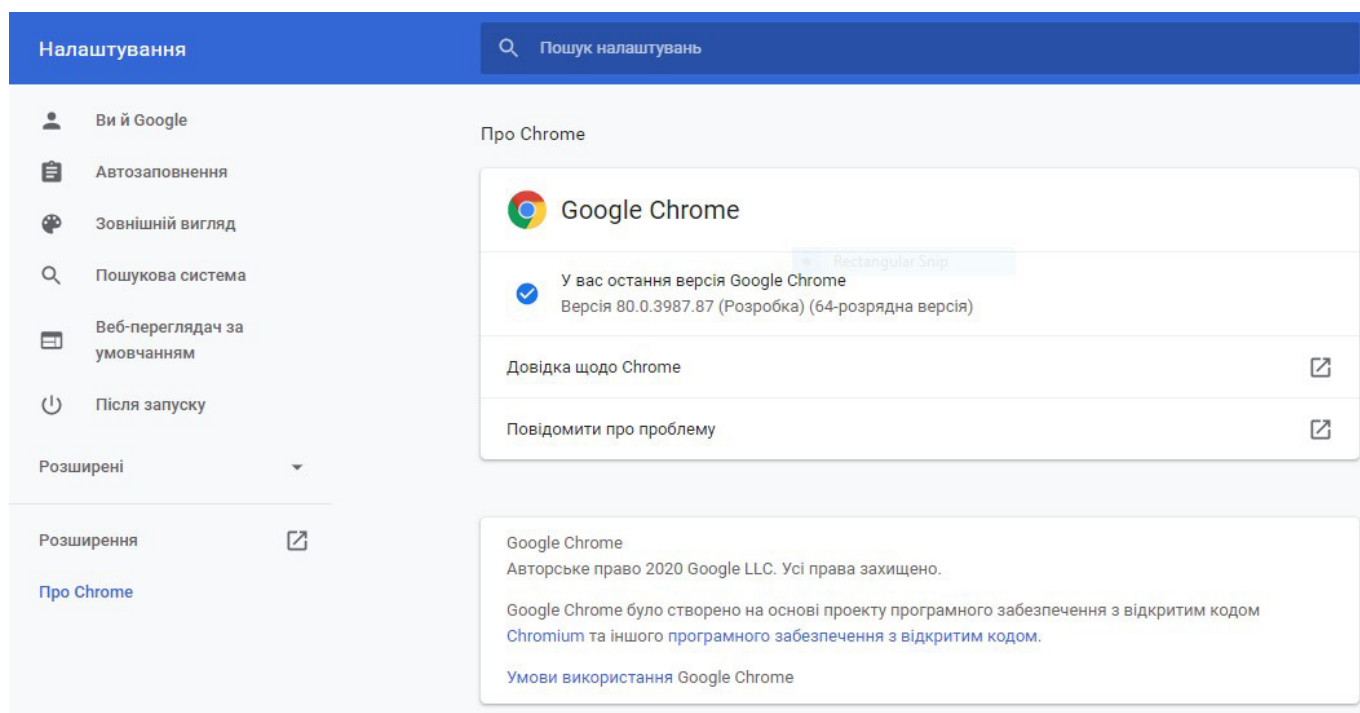 Налаштування
Пошук налаштувань
Ви й Google
Автозаповнення
Зовнішній вигляд
Пошукова система
Веб-переглядач за
умовчанням
Після запуску
Розширені
Розширення
Про Chrome
Про Chrome
Google Chrome
Rectangular Snip
У вас остання версія Google Chrome
Версія 80.0.3987.87 (Розробка) (64-розрядна версія)
Довідка щодо Chrome
Повідомити про проблему
Google Chrome
Авторське право 2020 Google LLC. Усі права захищено.
Google Chrome було створено на основі проекту програмного забезпечення з відкритим кодом
Chromium та іншого програмного забезпечення з відкритим кодом.
Умови використання Google Chrome